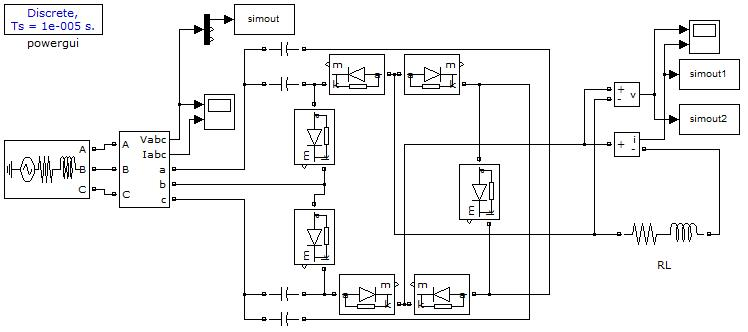 Discrete,
Ts = 1e-005 s.
powergui
simout
A
B
C
A
B
C
Vabc
Iabc
a
b
c
m
k
a
a
m
k
E
E
E
a
m
k
m
a
k
+
-
v
+
i
-
simout1
simout2
RL